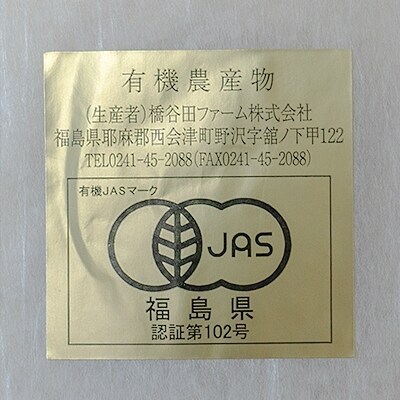 有機農産物
(生産者)橋谷田ファーム株式会社
福島県耶麻郡西会津町野沢字舘ノ下甲122
TEL0241-45-2088(FAX0241-45-2088)
有機JASマーク
JAS
福島県
認証第102号